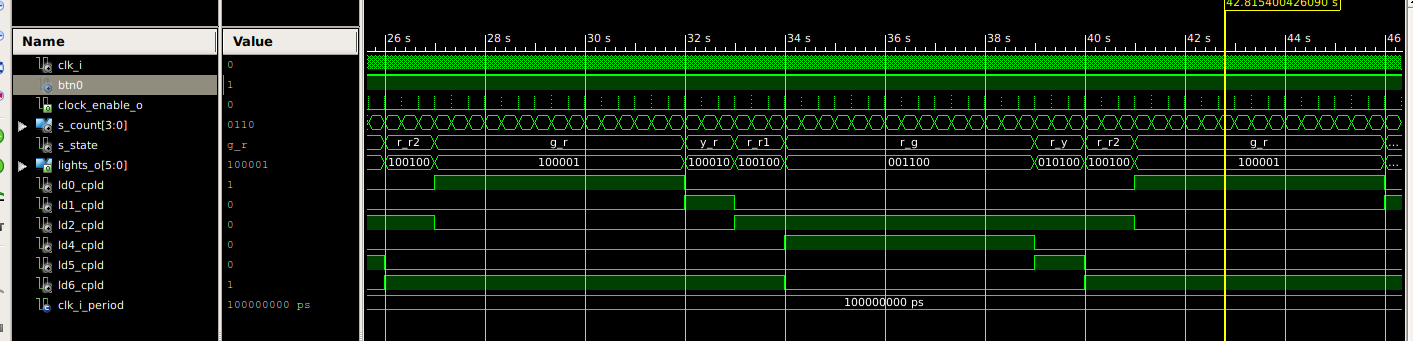 42.815400426090 s
Name Value 26 s 28 s 30 s 32 s 34 s 36 s 38 s 40 s 42 s 44 s 46
clk_i 0
btn0 1
clock_enable_o 0
s_count[3:0] 0110
s_state g_r r_r2 g_r y_r r_r1 r_g r_y r_r2 g_r ...
lights_o[5:0] 100001 100100 100001 100010 100100 001100 010100 100100 100001 ...
ld0_cpld 1
ld1_cpld 0
ld2_cpld 0
ld4_cpld 0
ld5_cpld 0
ld6_cpld 1
clk_i_period 100000000 ps 100000000 ps